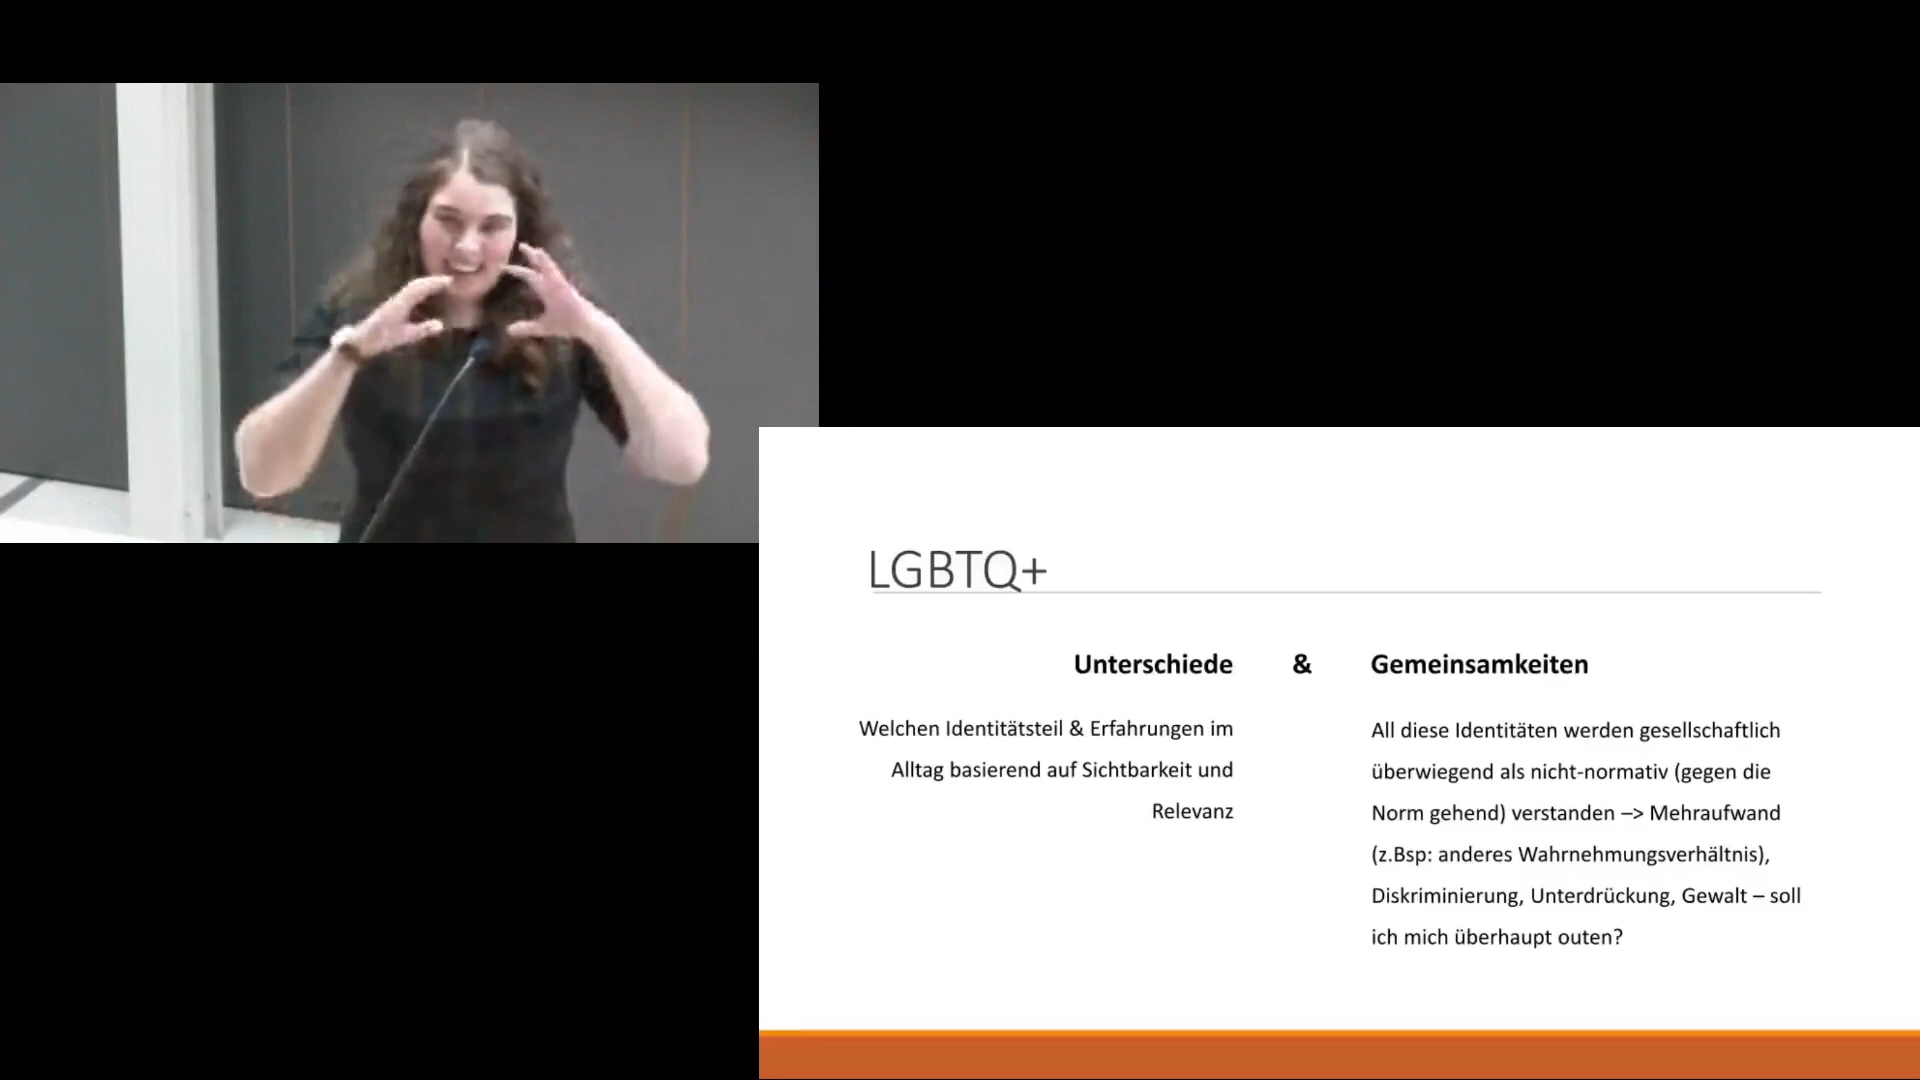 LGBTQ+
Unterschiede & Gemeinsamkeiten
Welchen Identitätsteil & Erfahrungen im
Alltag basierend auf Sichtbarkeit und
Relevanz
All diese Identitäten werden gesellschaftlich
überwiegend als nicht-normativ (gegen die
Norm gehend) verstanden –> Mehraufwand
(z.Bsp: anderes Wahrnehmungsverhältnis),
Diskriminierung, Unterdrückung, Gewalt – soll
ich mich überhaupt outen?